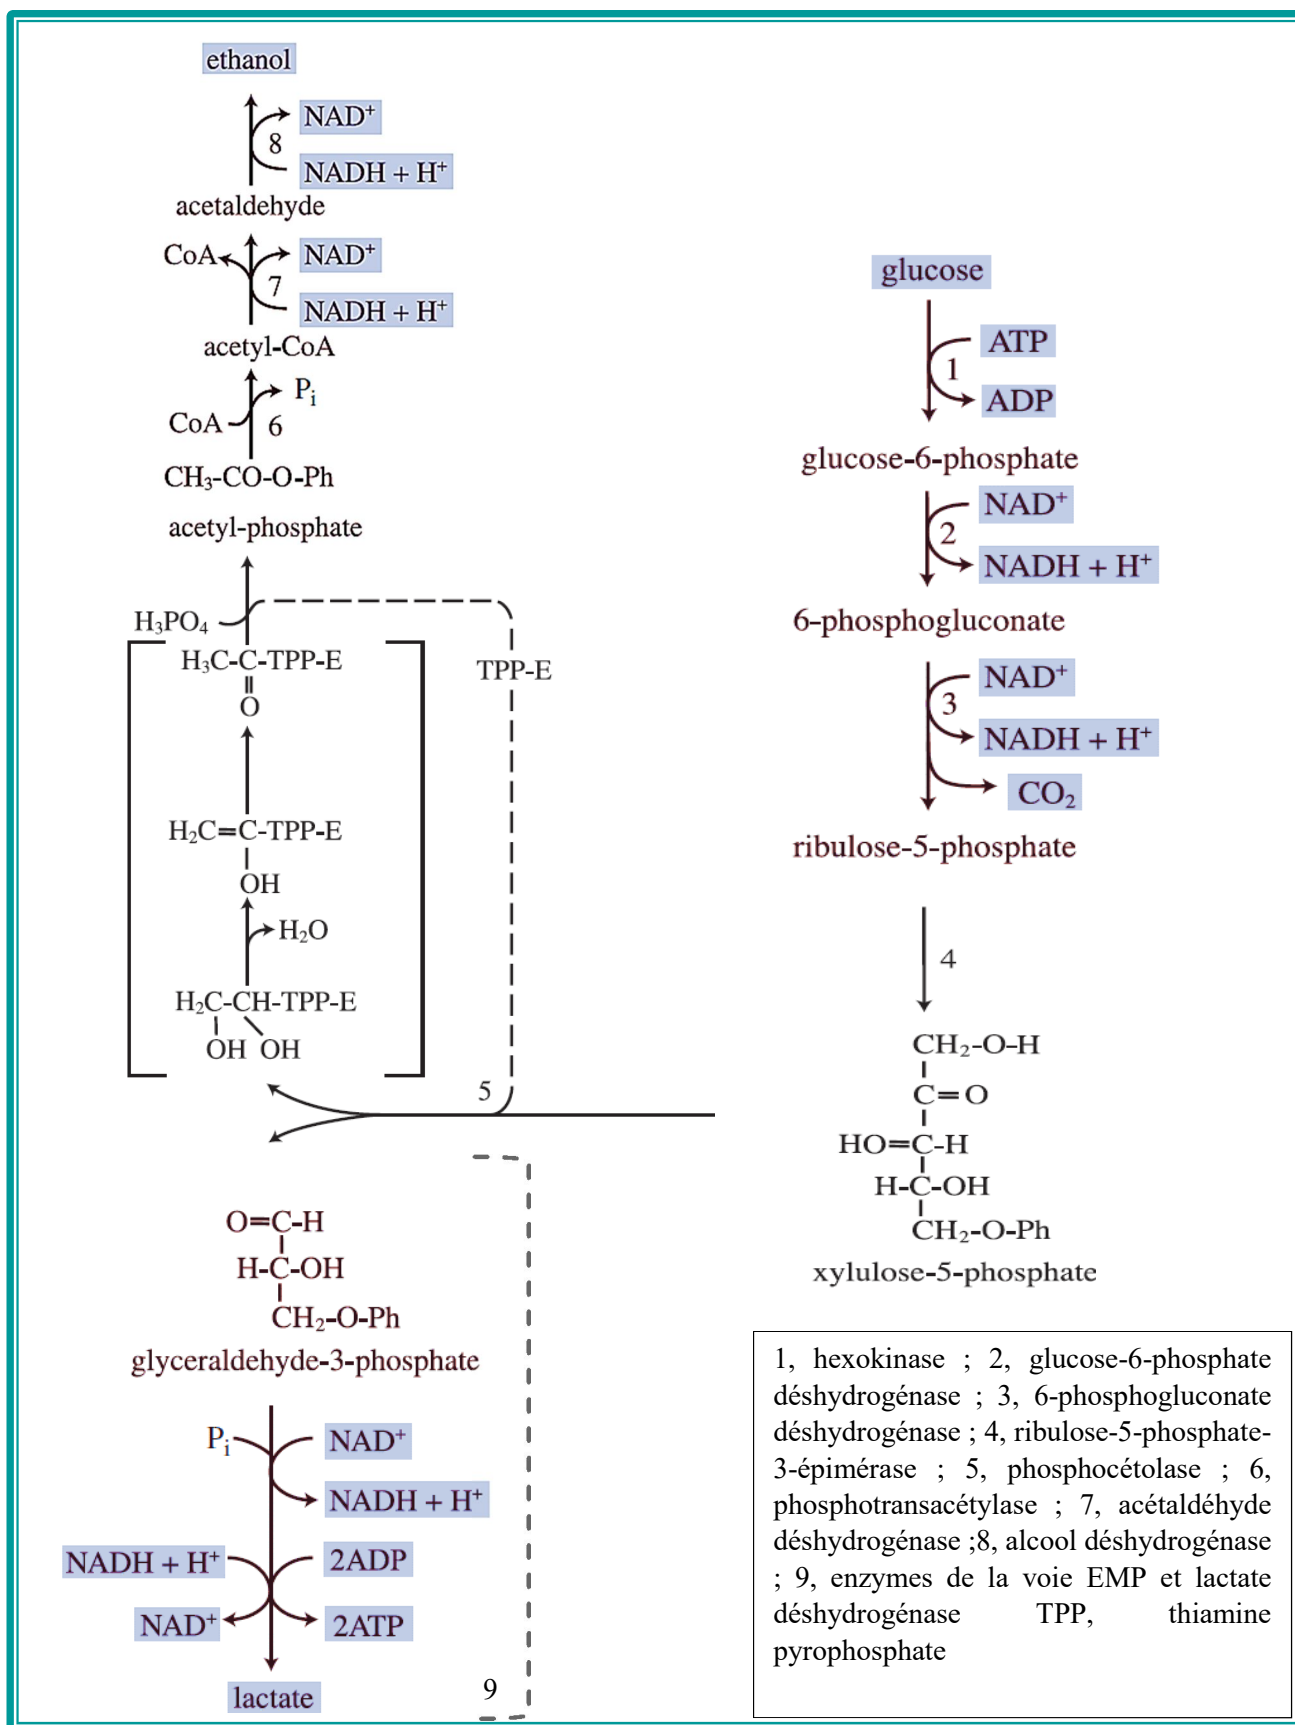 ethanol
NAD⁺
8
NADH + H⁺
acetaldehyde
CoA
NAD⁺
7
NADH + H⁺
acetyl-CoA
Pᵢ
CoA
6
CH₃-CO-O-Ph
acetyl-phosphate
H₃PO₄
H₃C-C-TPP-E
O
TPP-E
H₂C=C-TPP-E
OH
H₂O
H₂C-CH-TPP-E
OH OH
5
O=C-H
H-C-OH
CH₂-O-Ph
glyceraldehyde-3-phosphate
Pᵢ
NAD⁺
NADH + H⁺
NADH + H⁺
2ADP
NAD⁺
2ATP
lactate
9
glucose
ATP
1
ADP
glucose-6-phosphate
NAD⁺
2
NADH + H⁺
6-phosphogluconate
NAD⁺
3
NADH + H⁺
CO₂
ribulose-5-phosphate
4
CH₂-O-H
C=O
HO=C-H
H-C-OH
CH₂-O-Ph
xylulose-5-phosphate
1, hexokinase ; 2, glucose-6-phosphate
déshydrogénase ; 3, 6-phosphogluconate
déshydrogénase ; 4, ribulose-5-phosphate-
3-épimérase ; 5, phosphocétolase ; 6,
phosphotransacétylase ; 7, acétaldéhyde
déshydrogénase ;8, alcool déshydrogénase
; 9, enzymes de la voie EMP et lactate
déshydrogénase TPP, thiamine
pyrophosphate